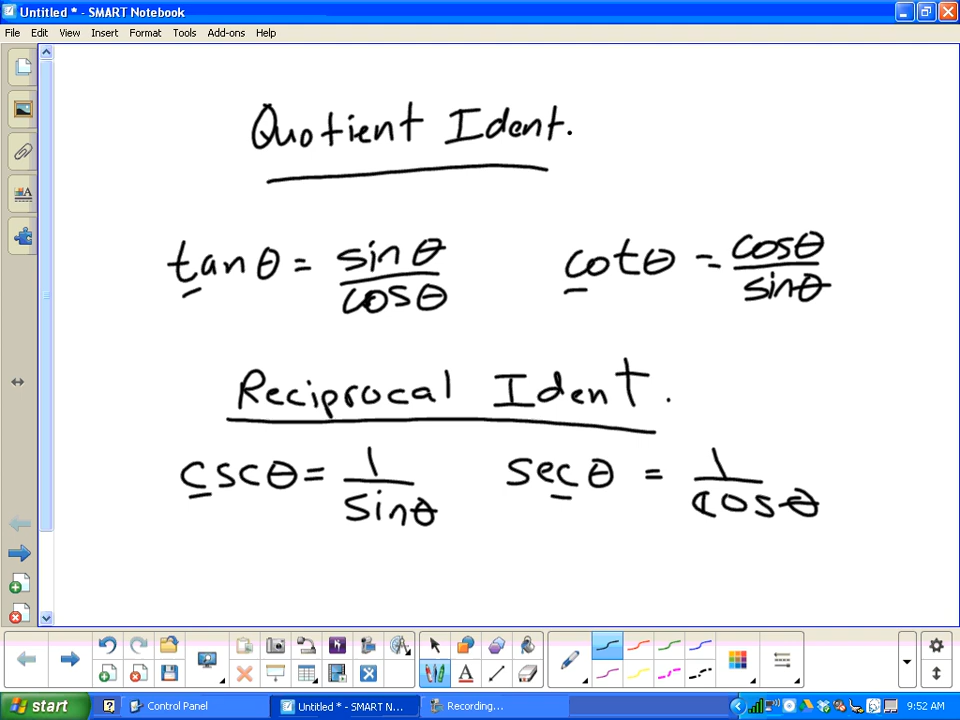 Untitled * - SMART Notebook
File Edit View Insert Format Tools Add-ons Help
Quotient Ident.
tanθ = sinθ/cosθ cotθ = cosθ/sinθ
Reciprocal Ident.
cscθ = 1/sinθ secθ = 1/cosθ
start Control Panel Untitled * - SMART N... Recording... 9:52 AM